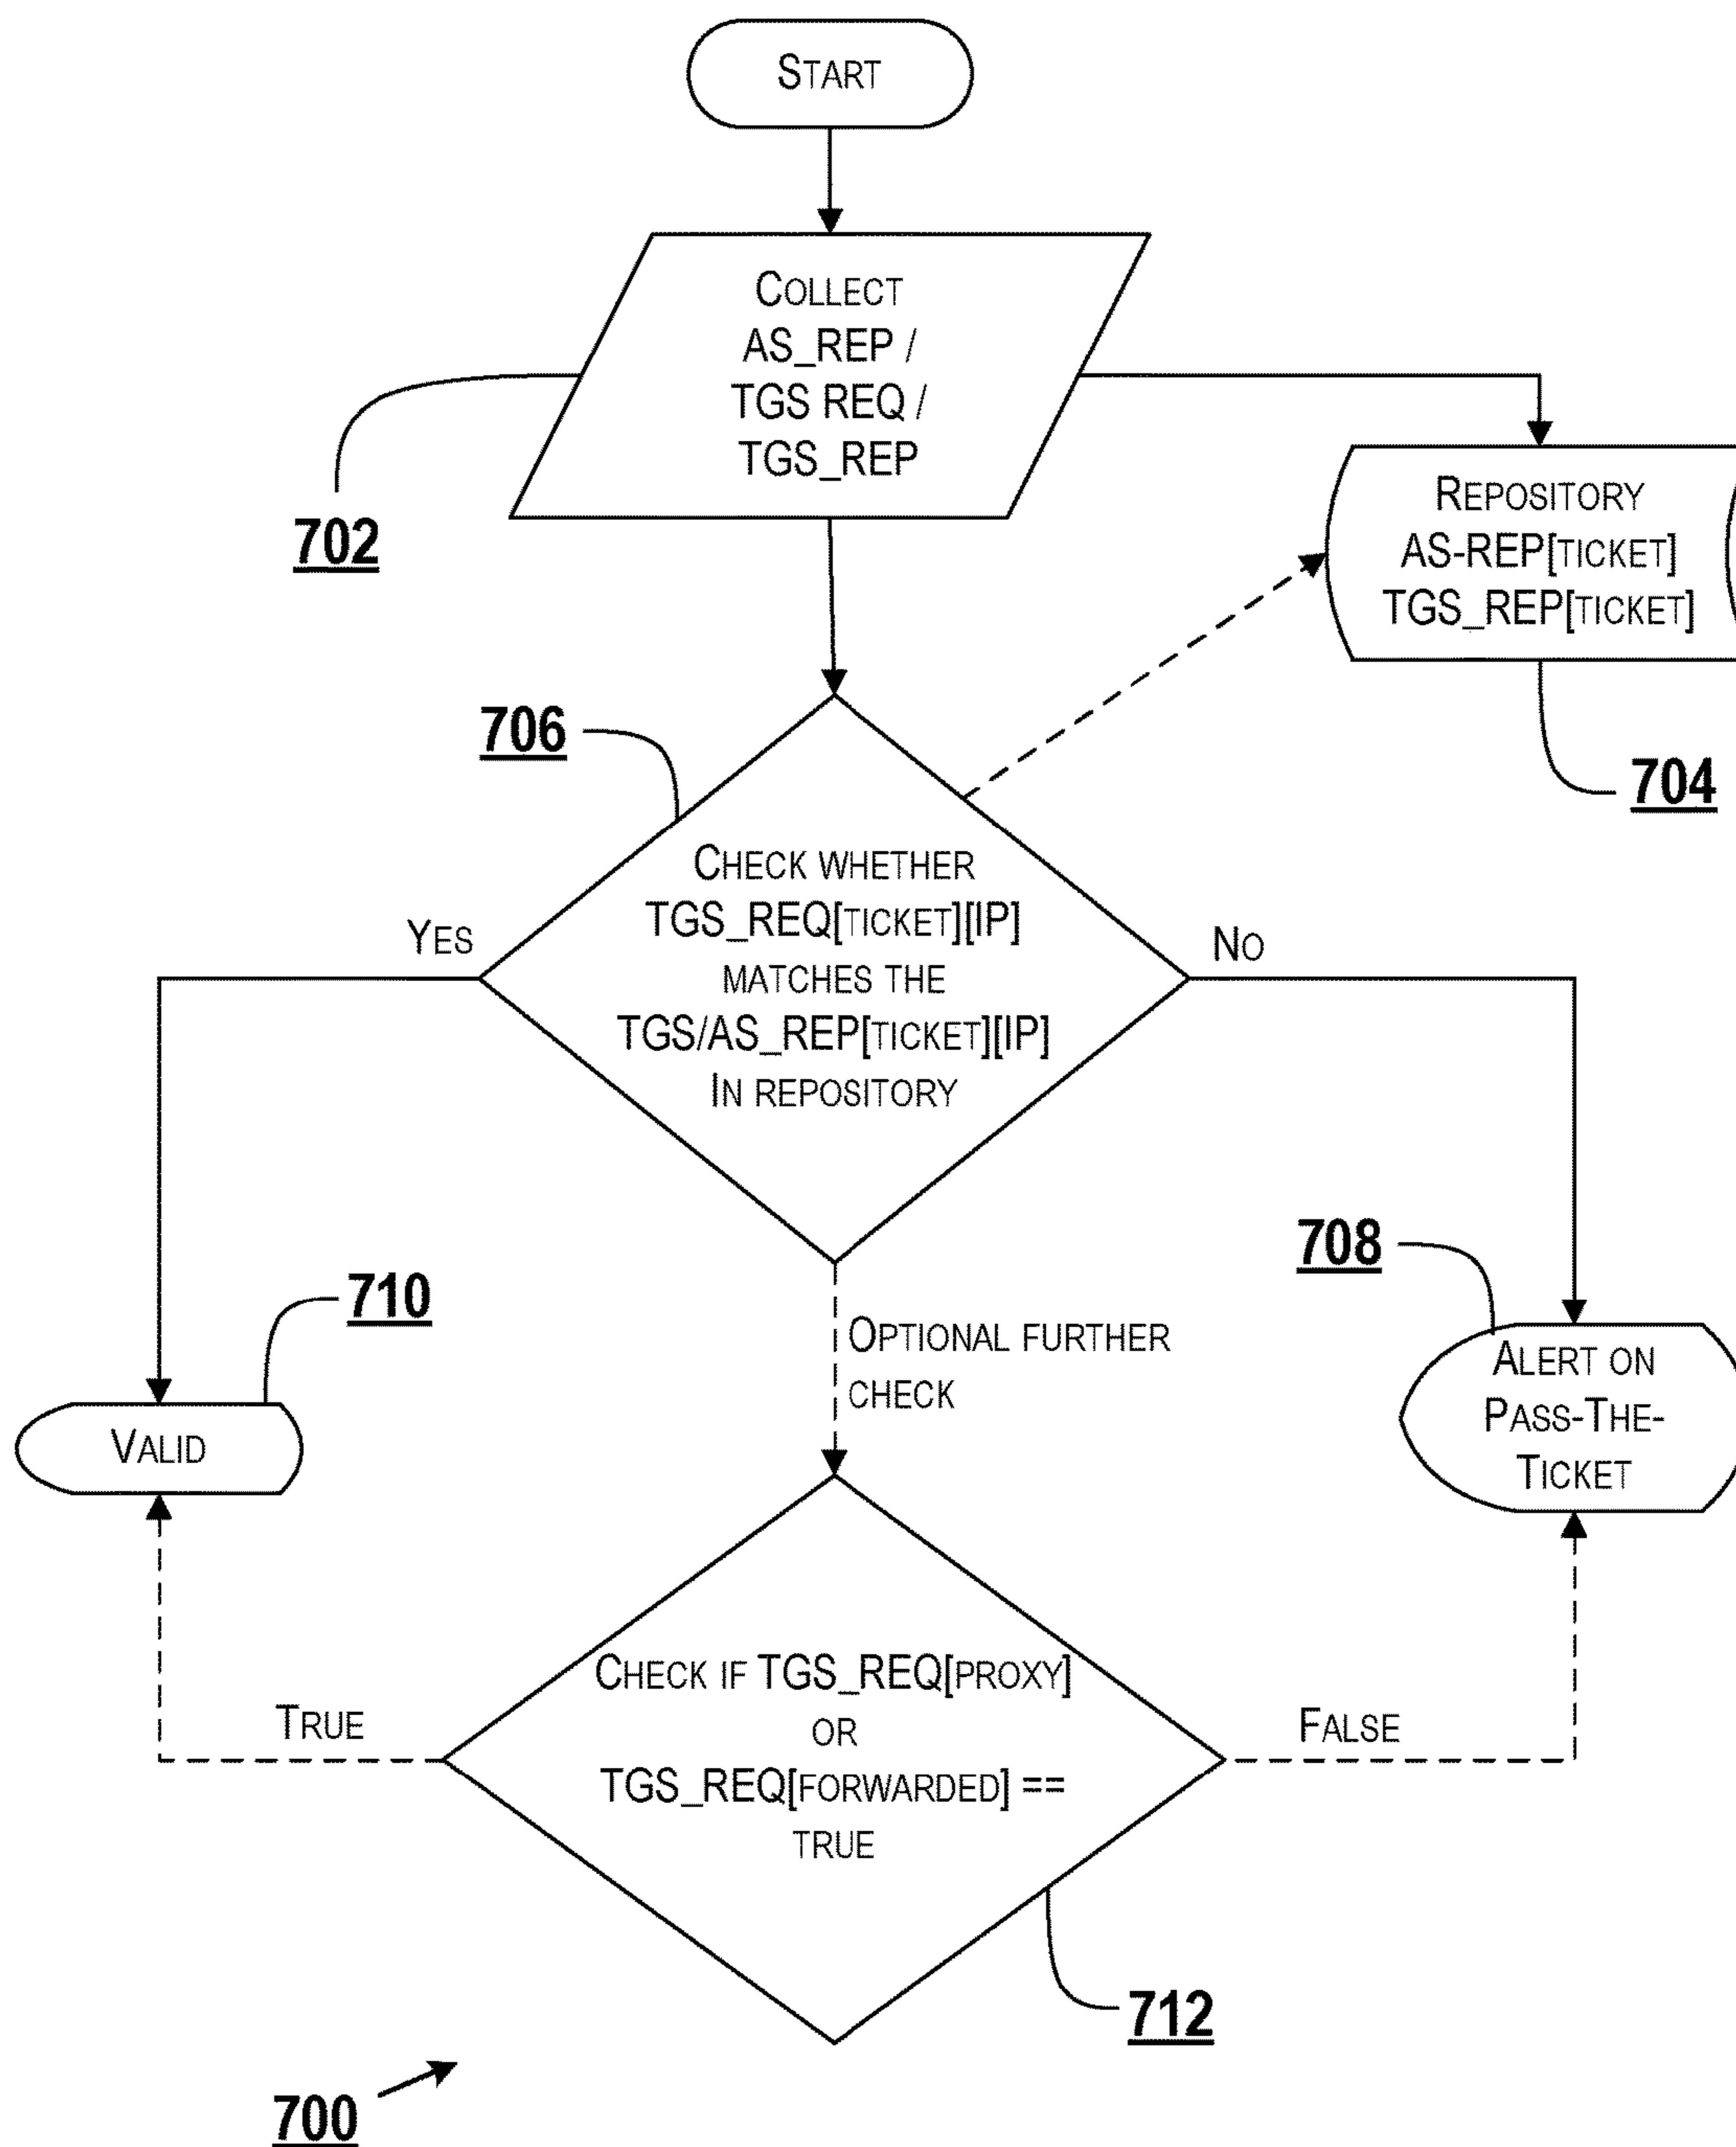 START
COLLECT
AS_REP /
TGS REQ /
TGS_REP
702
REPOSITORY
AS-REP[TICKET]
TGS_REP[TICKET]
704
706
CHECK WHETHER
TGS_REQ[TICKET][IP]
MATCHES THE
TGS/AS_REP[TICKET][IP]
IN REPOSITORY
YES
NO
708
710
OPTIONAL FURTHER
CHECK
ALERT ON
PASS-THE-
TICKET
VALID
CHECK IF TGS_REQ[PROXY]
OR
TGS_REQ[FORWARDED] ==
TRUE
TRUE
FALSE
712
700